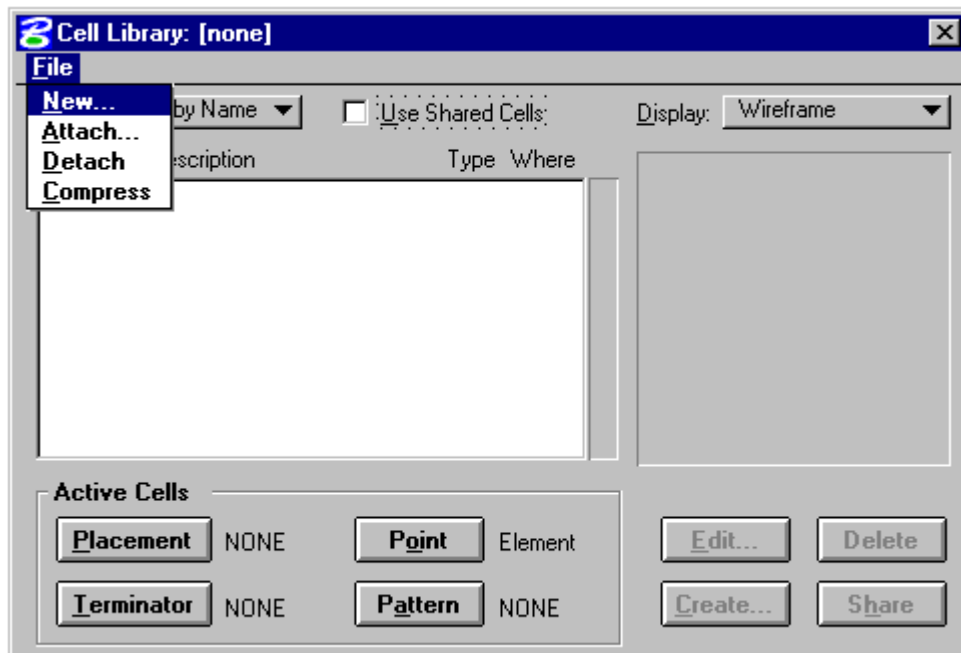 Cell Library: [none]
File
New... by Name Use Shared Cells Display: Wireframe
Attach...
Detach escription Type Where
Compress
Active Cells
Placement NONE Point Element Edit... Delete
Terminator NONE Pattern NONE Create... Share